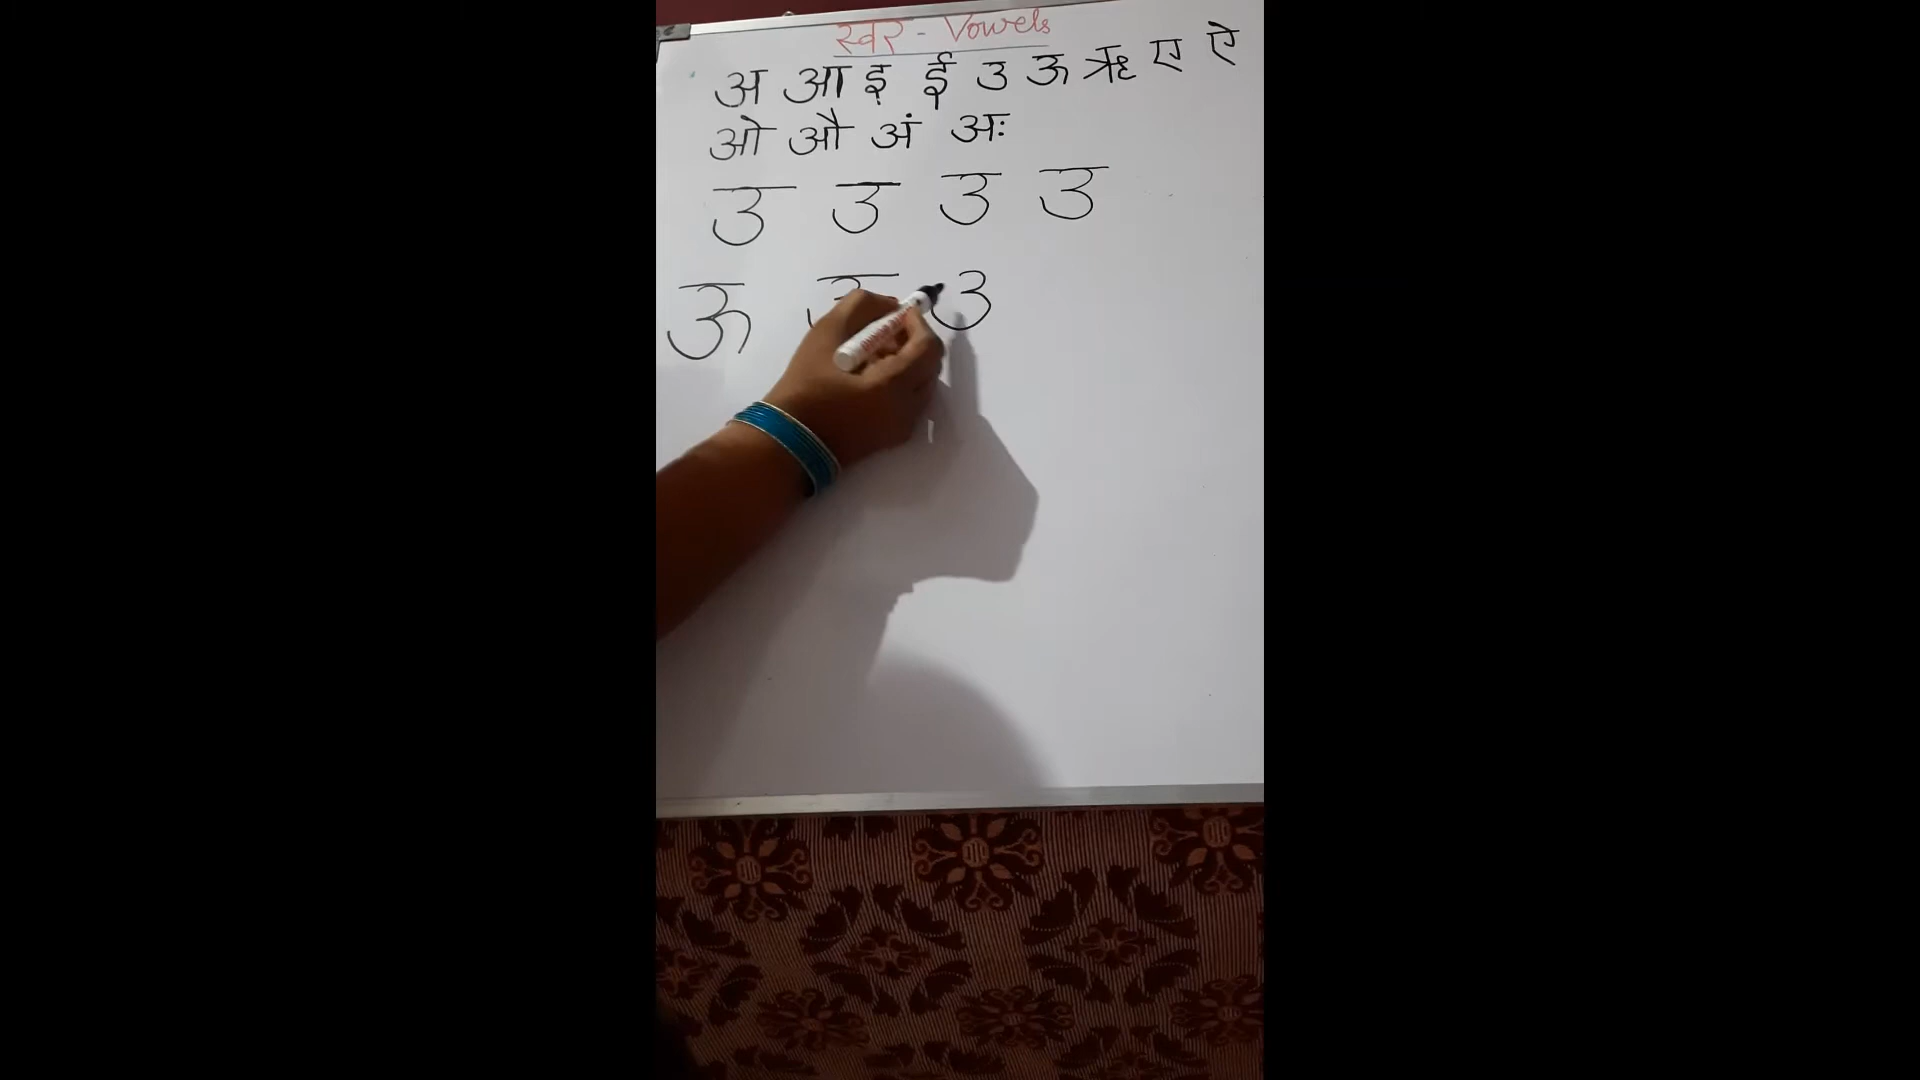 स्वर - Vowels
अ आ इ ई उ ऊ ऋ ए ऐ
ओ औ अं अः
उ उ उ उ
ऊ